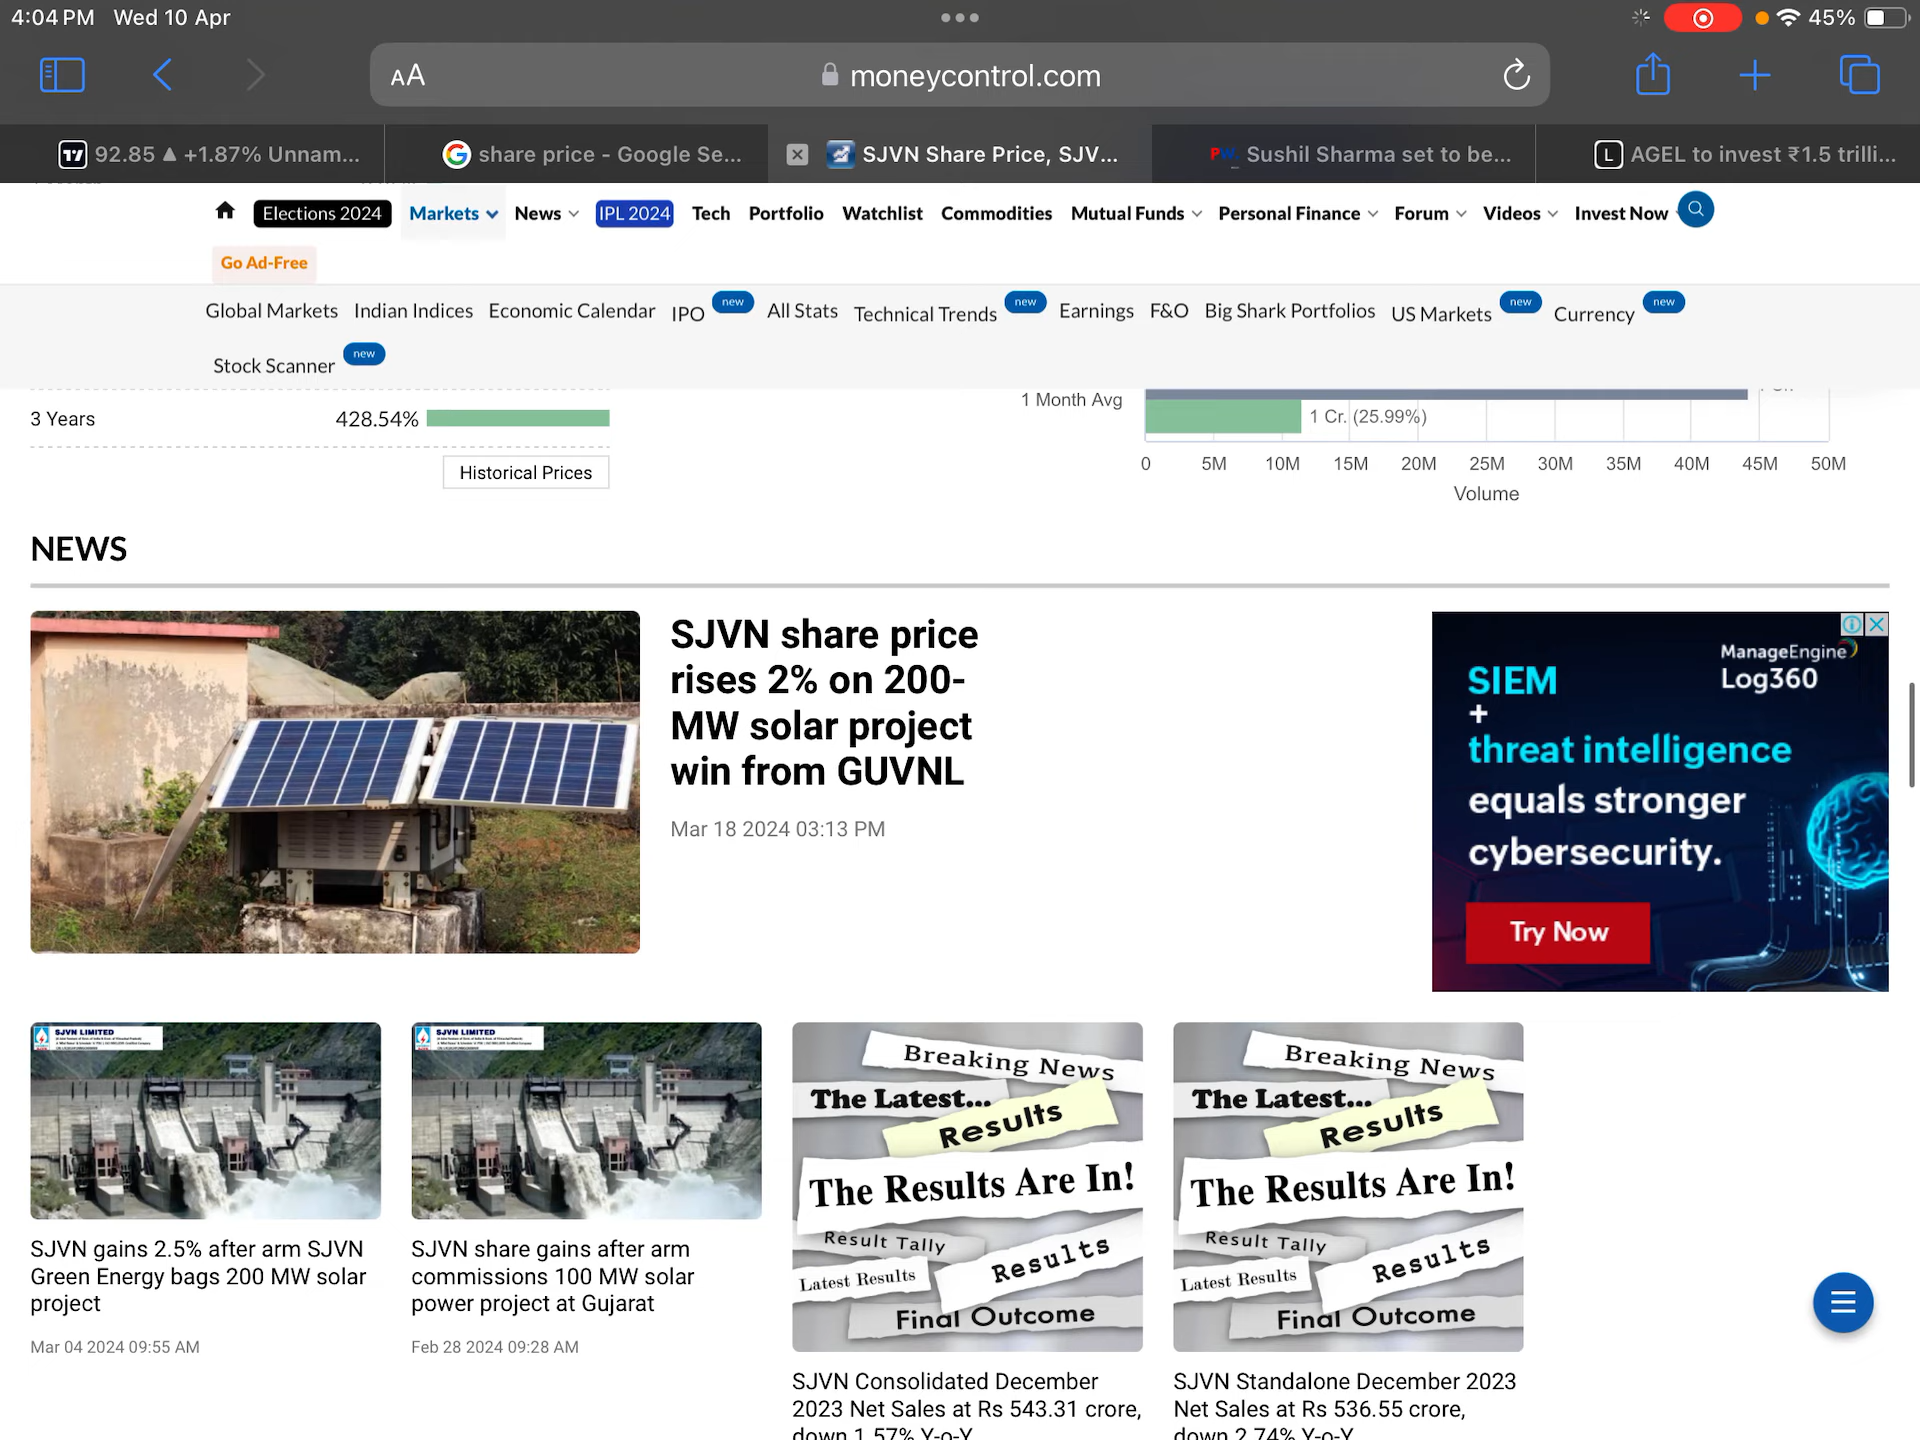 4:04 PM Wed 10 Apr
45%
AA
moneycontrol.com
92.85 ▲ +1.87% Unnam...
share price - Google Se...
SJVN Share Price, SJV...
Sushil Sharma set to be...
AGEL to invest ₹1.5 trilli...
Elections 2024 Markets News IPL 2024 Tech Portfolio Watchlist Commodities Mutual Funds Personal Finance Forum Videos Invest Now
Go Ad-Free
Global Markets Indian Indices Economic Calendar IPO new All Stats Technical Trends new Earnings F&O Big Shark Portfolios US Markets new Currency new
Stock Scanner new
3 Years 428.54%
Historical Prices
1 Month Avg
1 Cr. (25.99%)
0 5M 10M 15M 20M 25M 30M 35M 40M 45M 50M
Volume
NEWS
SJVN share price
rises 2% on 200-
MW solar project
win from GUVNL
Mar 18 2024 03:13 PM
ManageEngine
Log360
SIEM
+
threat intelligence
equals stronger
cybersecurity.
Try Now
SJVN LIMITED
SJVN gains 2.5% after arm SJVN
Green Energy bags 200 MW solar
project
Mar 04 2024 09:55 AM
SJVN LIMITED
SJVN share gains after arm
commissions 100 MW solar
power project at Gujarat
Feb 28 2024 09:28 AM
Breaking News
The Latest...
Results
The Results Are In!
Result Tally
Results
Latest Results
Final Outcome
SJVN Consolidated December
2023 Net Sales at Rs 543.31 crore,
down 1.57% Y-o-Y
Breaking News
The Latest...
Results
The Results Are In!
Result Tally
Results
Latest Results
Final Outcome
SJVN Standalone December 2023
Net Sales at Rs 536.55 crore,
down 2.74% Y-o-Y